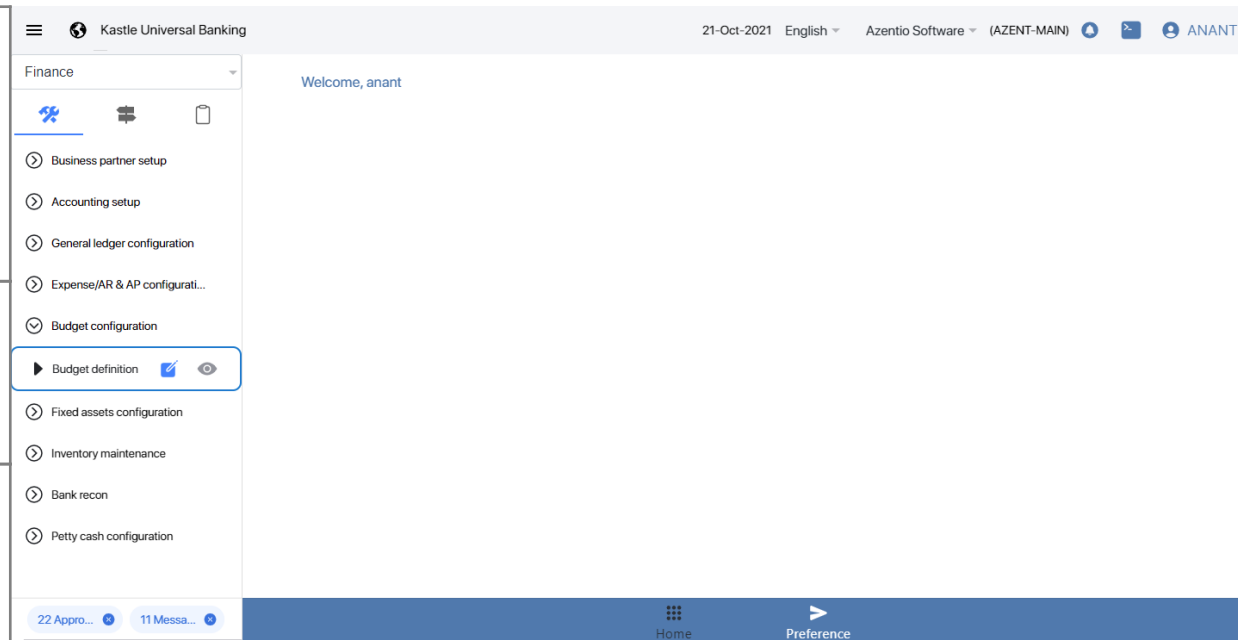 Kastle Universal Banking
21-Oct-2021 English Azentio Software (AZENT-MAIN) ANANT
Finance
Welcome, anant
Business partner setup
Accounting setup
General ledger configuration
Expense/AR & AP configurati...
Budget configuration
Budget definition
Fixed assets configuration
Inventory maintenance
Bank recon
Petty cash configuration
22 Appro... 11 Messa...
Home Preference